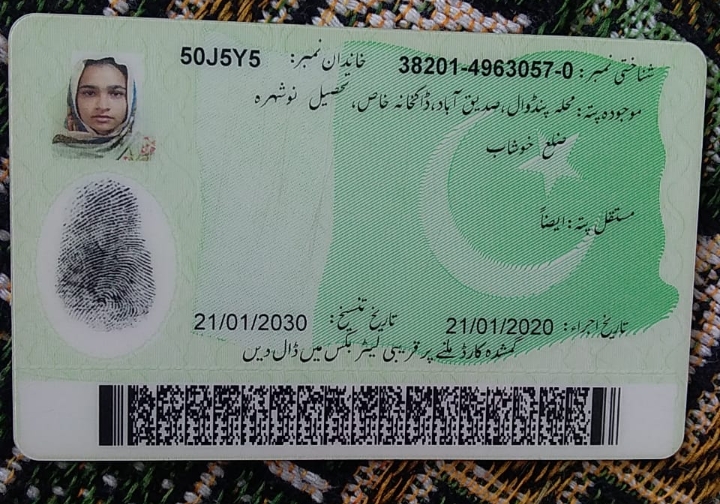 شناختی نمبر: 38201-4963057-0 خاندان نمبر: 50J5Y5
موجودہ پتہ: محلہ پنڈوال، صدیق آباد، ڈاکخانہ خاص، تحصیل نوشہرہ
ضلع خوشاب
مستقل پتہ: ایضاً
تاریخ اجراء: 21/01/2020 تاریخ تنسیخ: 21/01/2030
گمشدہ کارڈ ملنے پر قریبی لیٹر بکس میں ڈال دیں